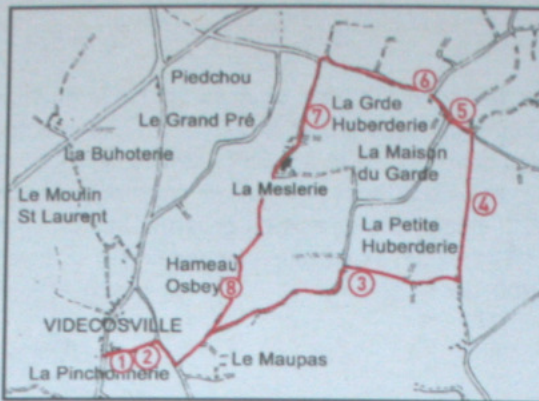 Piedchou
Le Grand Pré
La Buhoterie
Le Moulin
St Laurent
La Grde
Huberderie
La Maison
du Garde
La Meslerie
La Petite
Huberderie
Hameau
Osbey
VIDECOSVILLE
La Pinchonnerie
Le Maupas
1
2
3
4
5
6
7
8